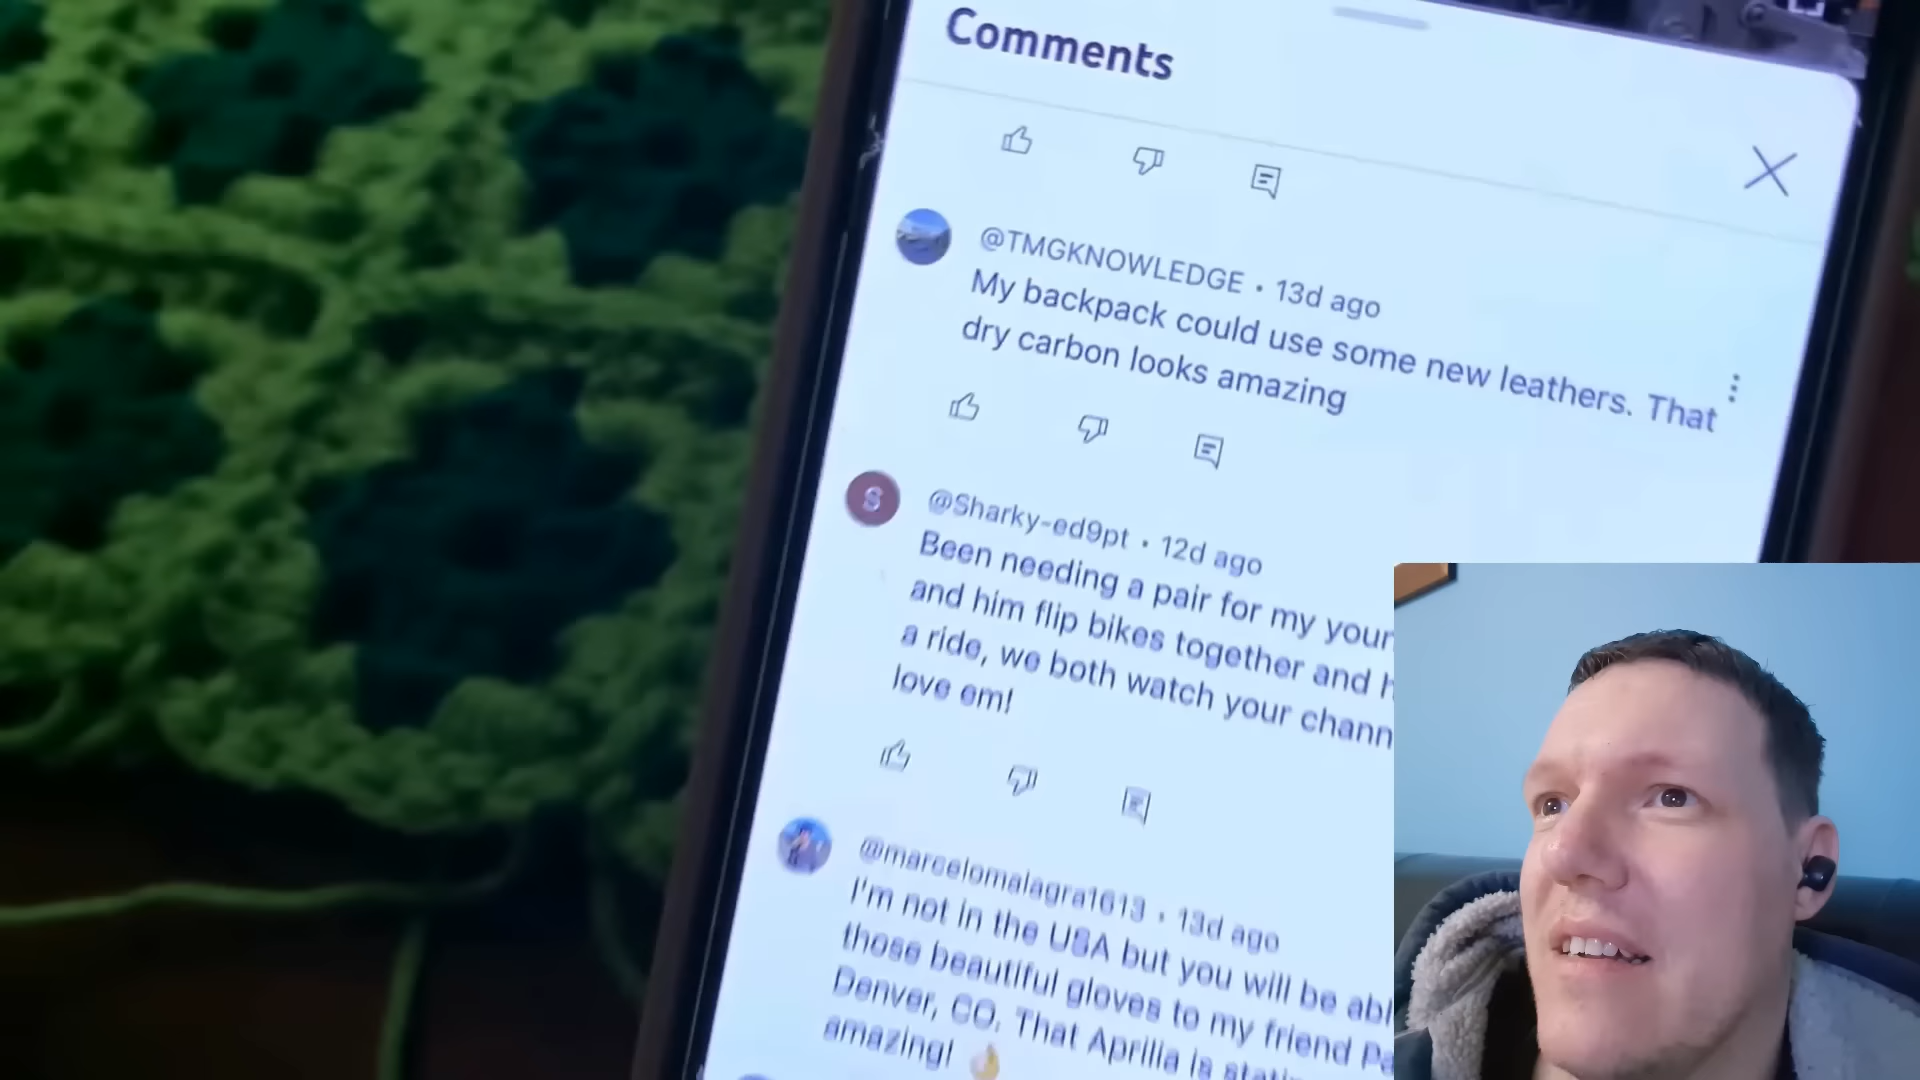 Comments
@TMGKNOWLEDGE • 13d ago
My backpack could use some new leathers. That
dry carbon looks amazing
S
@Sharky-ed9pt • 12d ago
Been needing a pair for my
and him flip bikes together and
a ride, we both watch your
love em!
@marcelomalagra1613 • 13d ago
I'm not in the USA but you will be
those beautiful gloves to my friend
Denver, CO. That Aprilia is
amazing! 👌